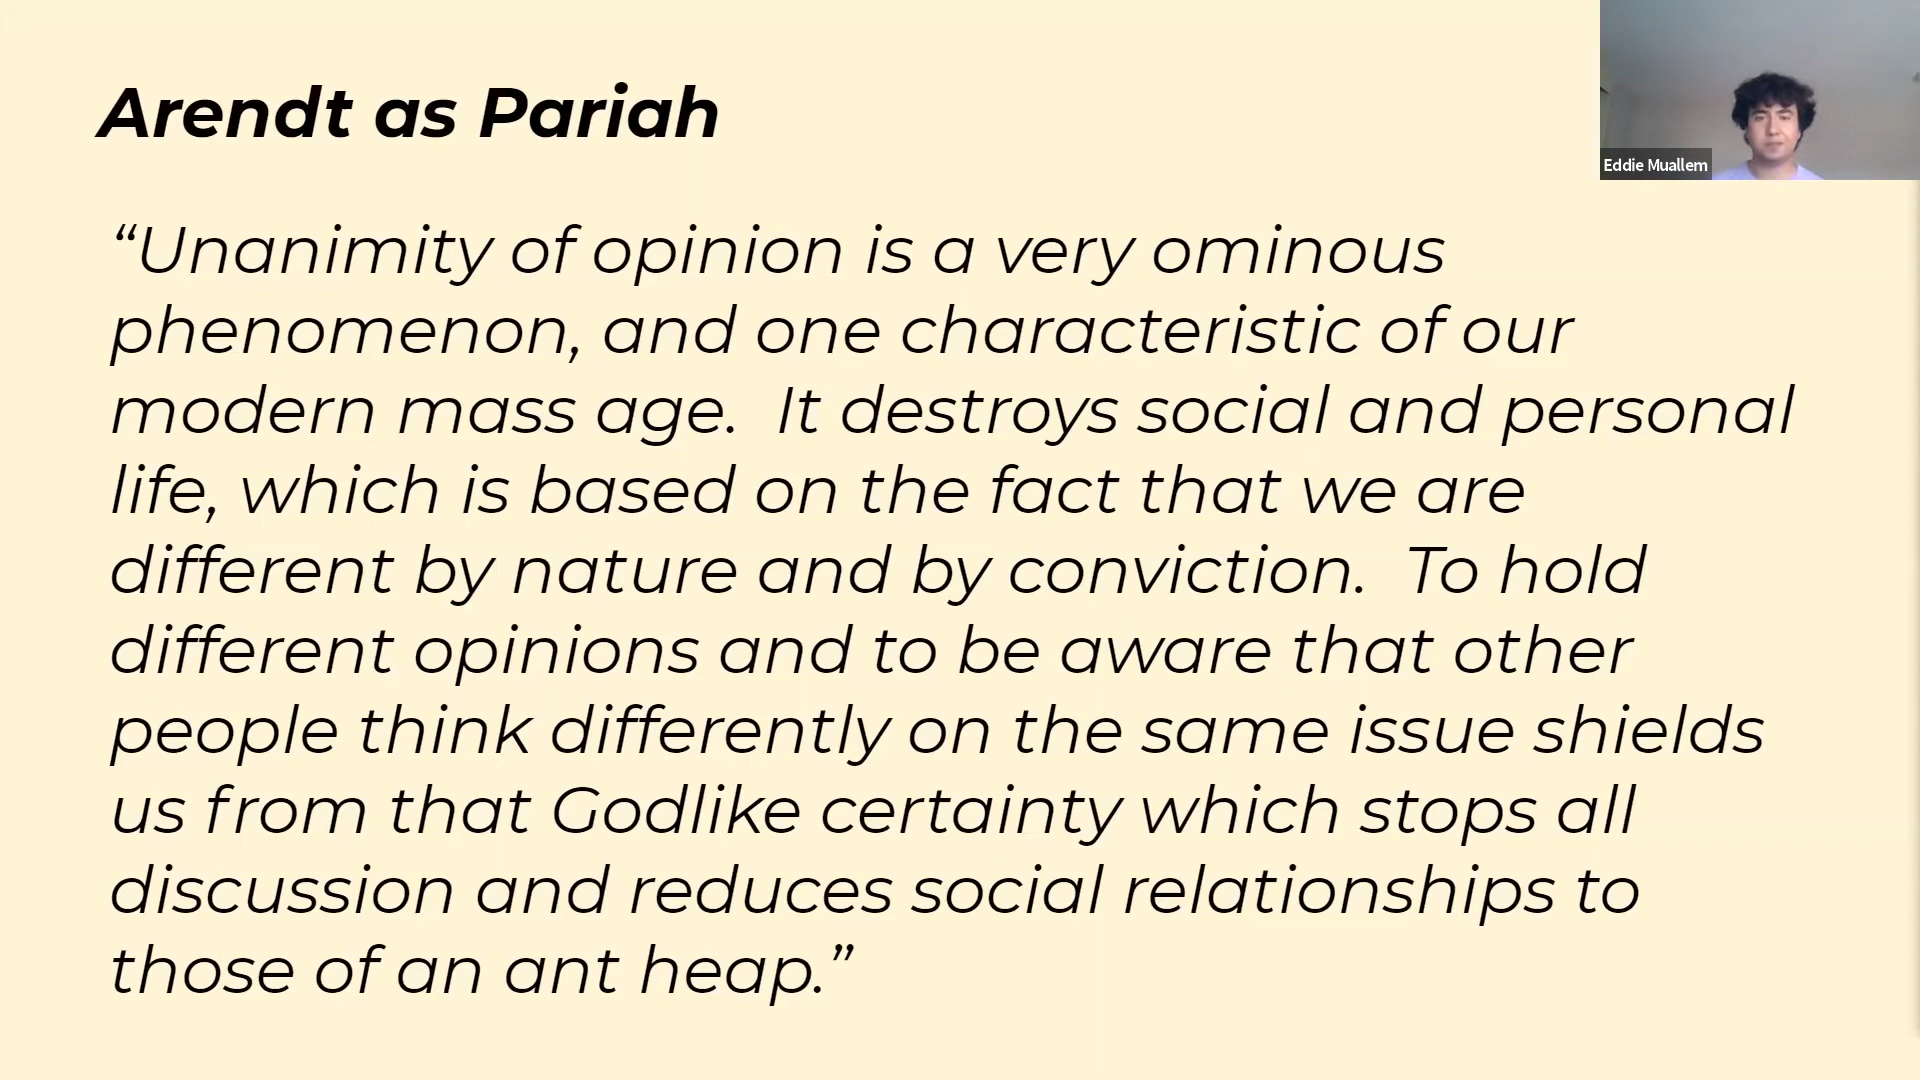 Arendt as Pariah
Eddie Muallem
“Unanimity of opinion is a very ominous
phenomenon, and one characteristic of our
modern mass age.  It destroys social and personal
life, which is based on the fact that we are
different by nature and by conviction.  To hold
different opinions and to be aware that other
people think differently on the same issue shields
us from that Godlike certainty which stops all
discussion and reduces social relationships to
those of an ant heap.”